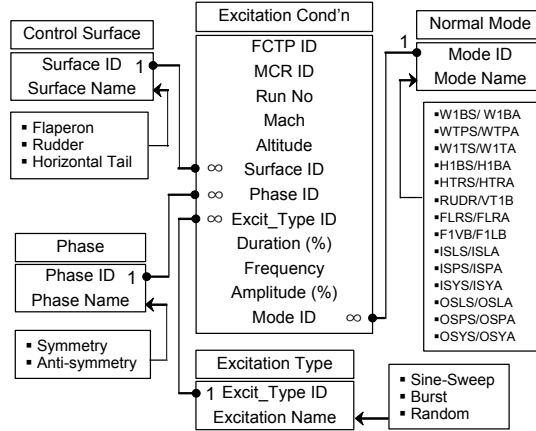 Control Surface
Surface ID 1
Surface Name
▪ Flaperon
▪ Rudder
▪ Horizontal Tail
Phase
Phase ID 1
Phase Name
▪ Symmetry
▪ Anti-symmetry
Excitation Cond'n
FCTP ID
MCR ID
Run No
Mach
Altitude
∞ Surface ID
∞ Phase ID
∞ Excit_Type ID
Duration (%)
Frequency
Amplitude (%)
Mode ID ∞
Excitation Type
1 Excit_Type ID
Excitation Name
▪ Sine-Sweep
▪ Burst
▪ Random
Normal Mode
1 Mode ID
Mode Name
▪W1BS/ W1BA
▪WTPS/WTPA
▪W1TS/W1TA
▪H1BS/H1BA
▪HTRS/HTRA
▪RUDR/VT1B
▪FLRS/FLRA
▪F1VB/F1LB
▪ISLS/ISLA
▪ISPS/ISPA
▪ISYS/ISYA
▪OSLS/OSLA
▪OSPS/OSPA
▪OSYS/OSYA